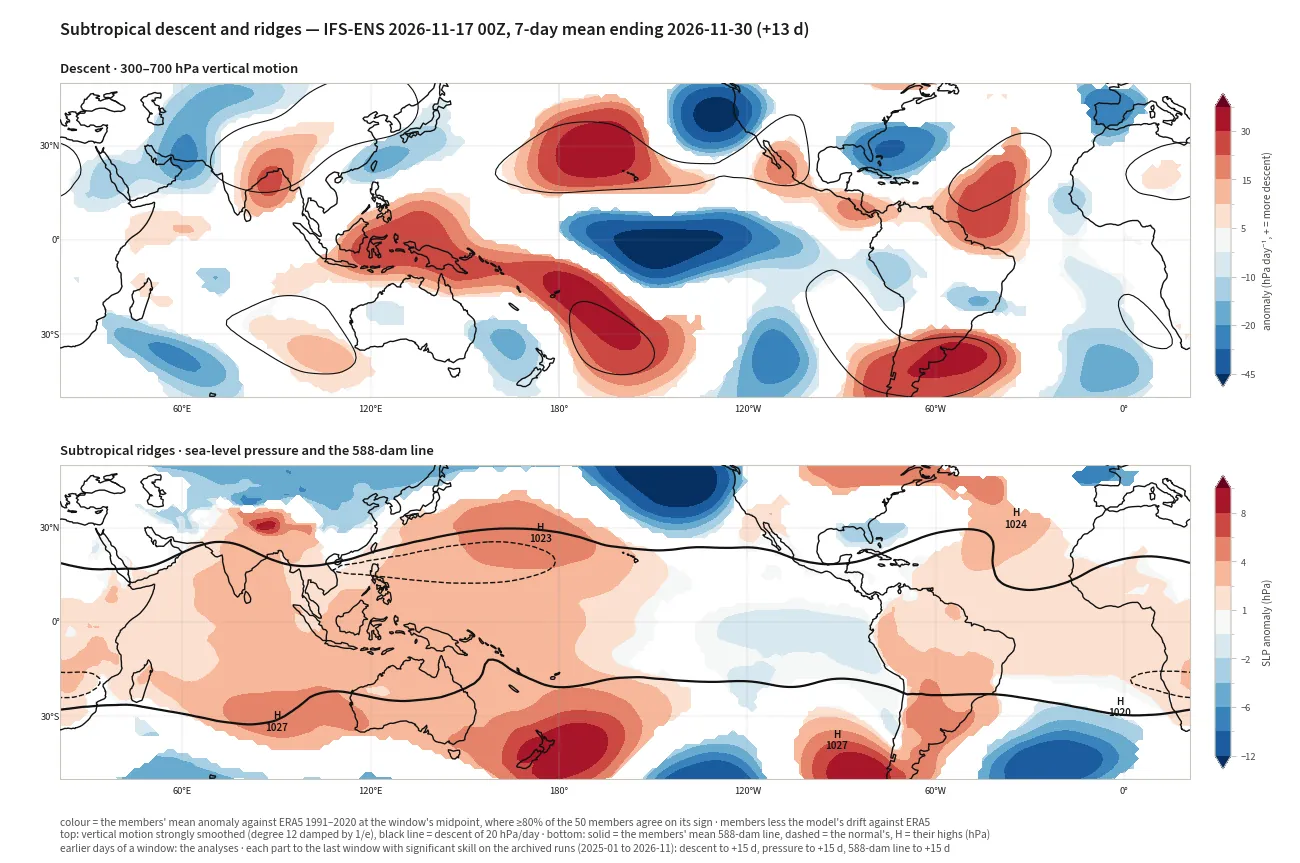 Subtropical descent and ridges — IFS-ENS 2026-11-17 00Z, 7-day mean ending 2026-11-30 (+13 d)
Descent · 300–700 hPa vertical motion
30°N
0°
30°S
60°E
120°E
180°
120°W
60°W
0°
30
15
5
−10
−20
−45
anomaly (hPa day⁻¹, + = more descent)
Subtropical ridges · sea-level pressure and the 588-dam line
30°N
0°
30°S
H
1023
H
1024
H
1027
H
1027
H
1020
60°E
120°E
180°
120°W
60°W
0°
8
4
1
−2
−6
−12
SLP anomaly (hPa)
colour = the members' mean anomaly against ERA5 1991–2020 at the window's midpoint, where ≥80% of the 50 members agree on its sign · members less the model's drift against ERA5
top: vertical motion strongly smoothed (degree 12 damped by 1/e), black line = descent of 20 hPa/day · bottom: solid = the members' mean 588-dam line, dashed = the normal's, H = their highs (hPa)
earlier days of a window: the analyses · each part to the last window with significant skill on the archived runs (2025-01 to 2026-11): descent to +15 d, pressure to +15 d, 588-dam line to +15 d